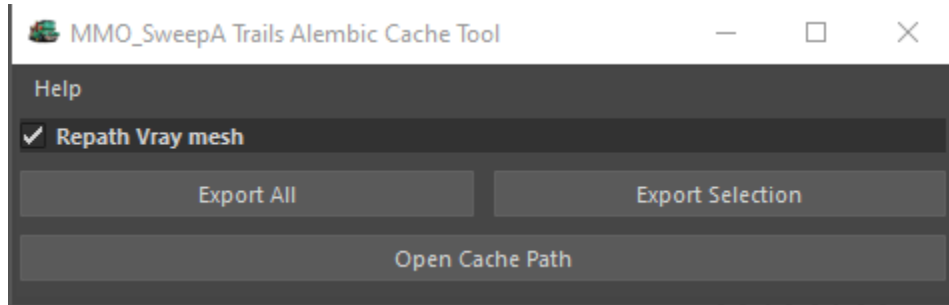 MMO_SweepA Trails Alembic Cache Tool
Help
Repath Vray mesh
Export All Export Selection
Open Cache Path